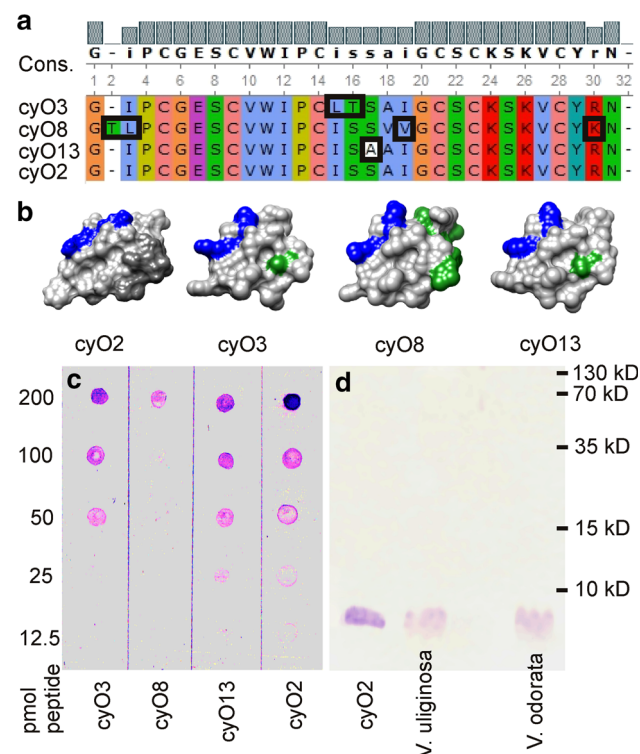 a
G - i P C G E S C V W I P C i s s a i G C S C K S K V C Y r N
Cons.
1 2 4 6 8 10 12 14 16 18 20 22 24 26 28 30 32
cyO3 G - I P C G E S C V W I P C L T S A I G C S C K S K V C Y R N -
cyO8 G T L P C G E S C V W I P C I S S V V G C S C K S K V C Y K N -
cyO13 G - I P C G E S C V W I P C I S A A I G C S C K S K V C Y R N -
cyO2 G - I P C G E S C V W I P C I S S A I G C S C K S K V C Y R N -
b
cyO2 cyO3 cyO8 cyO13
c
200
100
50
25
12.5
pmol peptide
cyO3 cyO8 cyO13 cyO2
d
130 kD
70 kD
35 kD
15 kD
10 kD
cyO2 V. uliginosa V. odorata